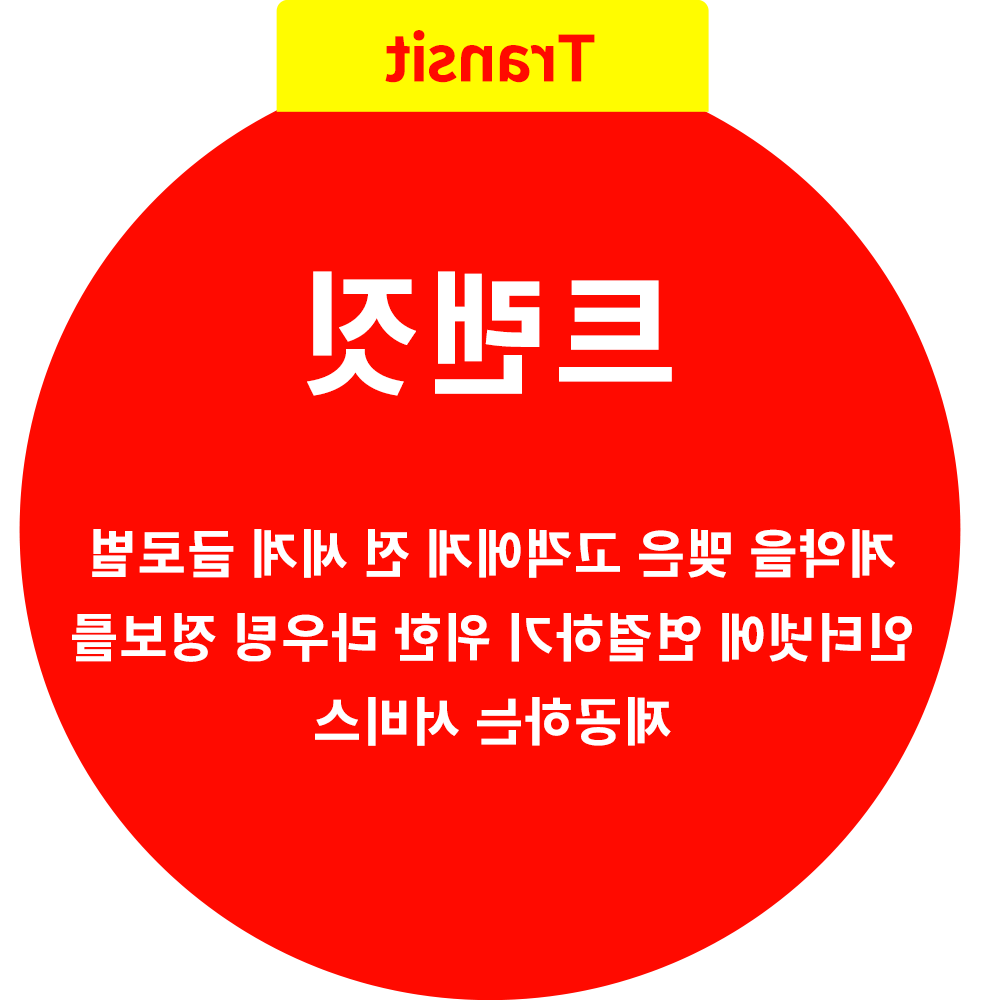 Transit
트랜짓
계약을 맺은 고객에게 전 세계 글로벌
인터넷에 연결하기 위한 라우팅 정보를
제공하는 서비스